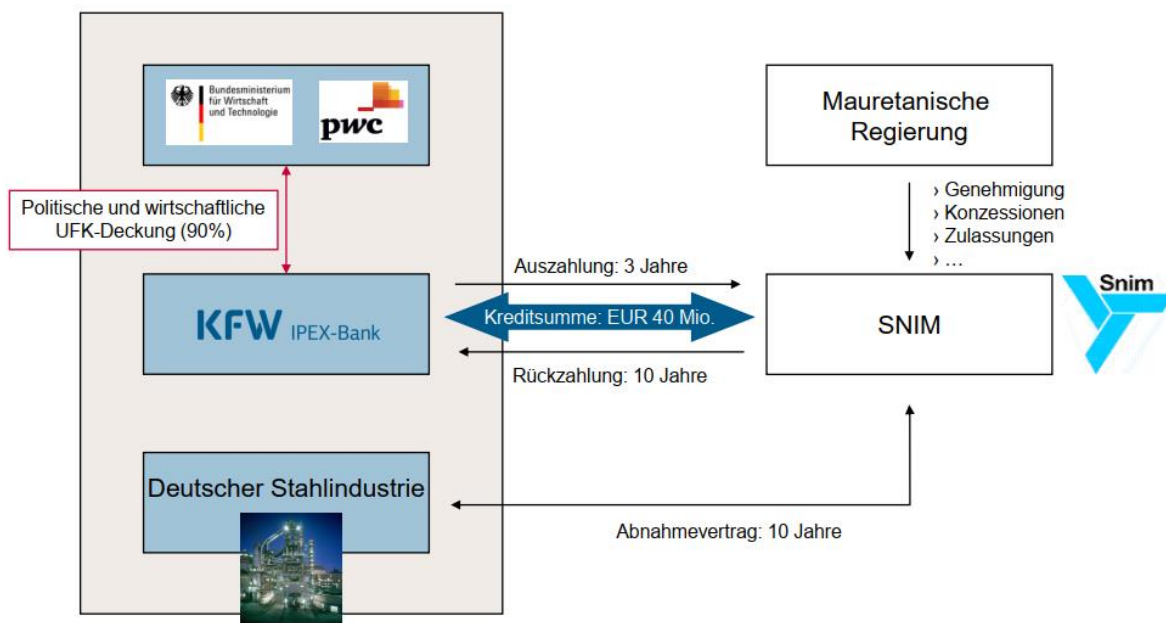 Bundesministerium
für Wirtschaft
und Technologie
pwc
Mauretanische
Regierung
Politische und wirtschaftliche
UFK-Deckung (90%)
› Genehmigung
› Konzessionen
› Zulassungen
› ...
Auszahlung: 3 Jahre
Snim
KFW IPEX-Bank
Kreditsumme: EUR 40 Mio.
SNIM
Rückzahlung: 10 Jahre
Deutscher Stahlindustrie
Abnahmevertrag: 10 Jahre